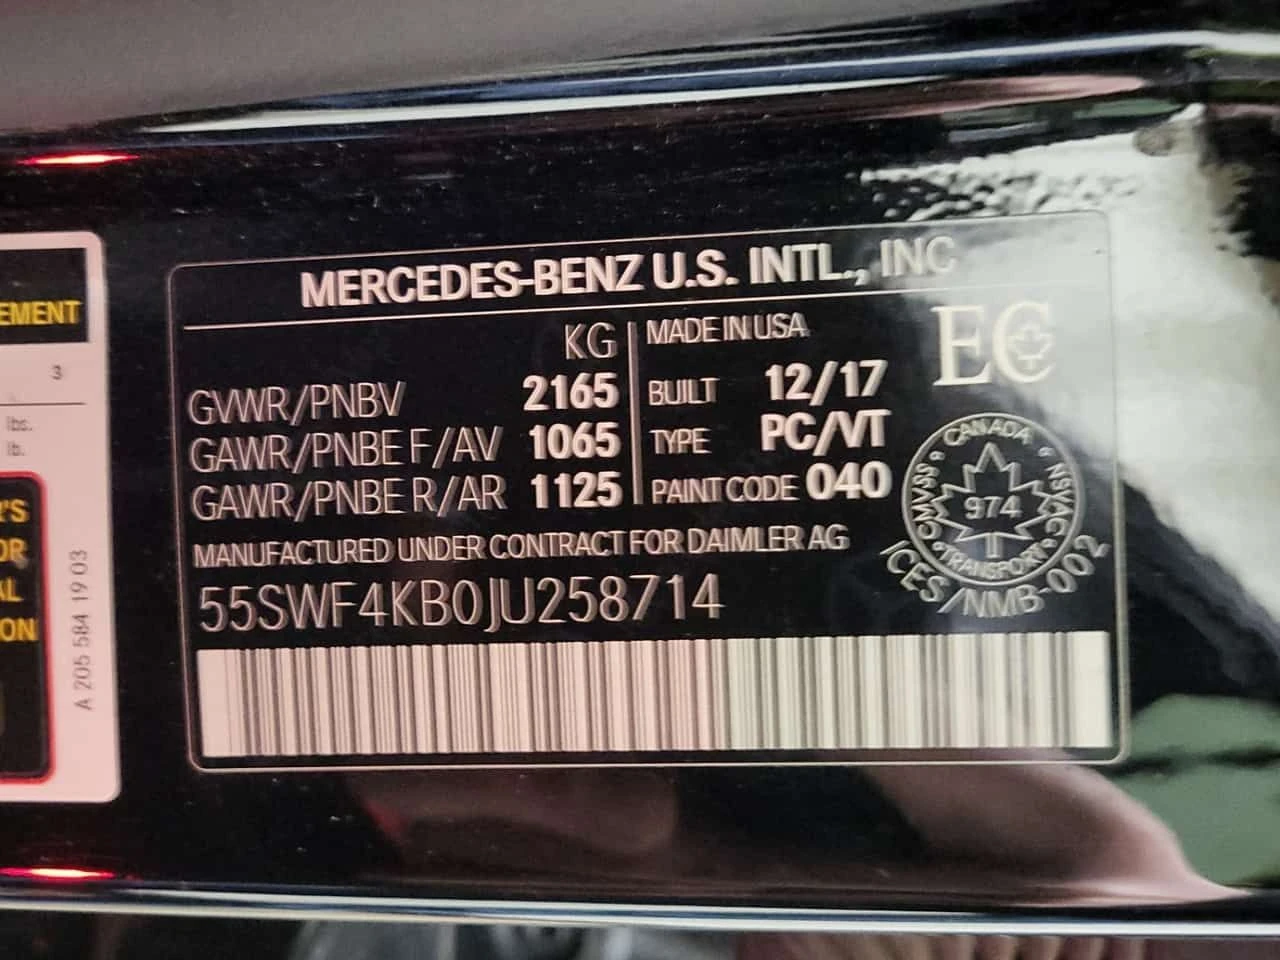 MERCEDES-BENZ U.S. INTL., INC
KG
GVWR/PNBV 2165
GAWR/PNBE F/AV 1065
GAWR/PNBE R/AR 1125
MADE IN USA
BUILT 12/17
TYPE PC/VT
PAINT CODE 040
EC
CANADA
CMVSS NSVAC
974
TRANSPORT
ICES/NMB-002
MANUFACTURED UNDER CONTRACT FOR DAIMLER AG
55SWF4KB0JU258714
EMENT
3
lbs.
lb.
'S
OR
AL
ON
A 205 584 19 03